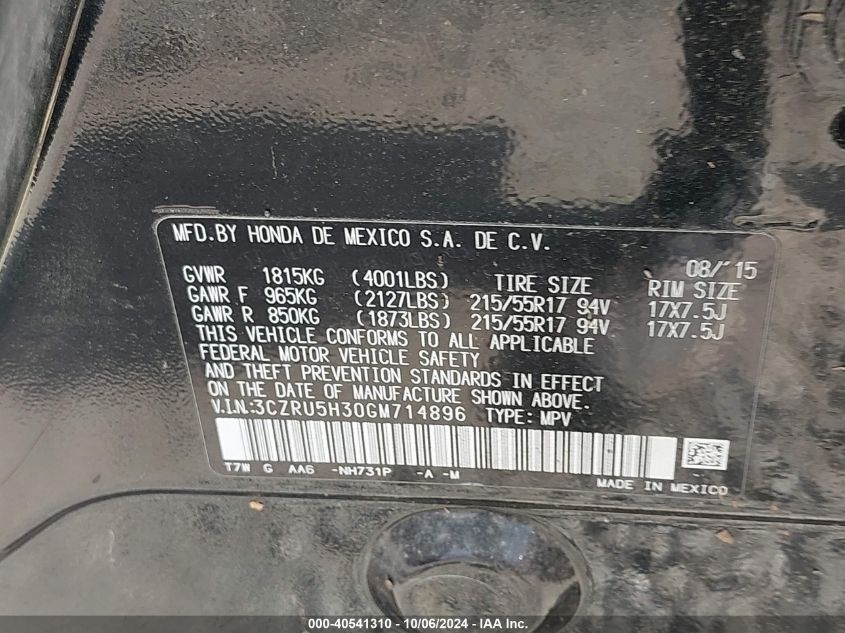 MFD.BY HONDA DE MEXICO S.A. DE C.V.
08/'15
GVWR 1815KG (4001LBS) TIRE SIZE RIM SIZE
GAWR F 965KG (2127LBS) 215/55R17 94V 17X7.5J
GAWR R 850KG (1873LBS) 215/55R17 94V 17X7.5J
THIS VEHICLE CONFORMS TO ALL APPLICABLE
FEDERAL MOTOR VEHICLE SAFETY
AND THEFT PREVENTION STANDARDS IN EFFECT
ON THE DATE OF MANUFACTURE SHOWN ABOVE.
V.I.N.:3CZRU5H30GM714896 TYPE: MPV
T7W G AA6 -NH731P -A -M
MADE IN MEXICO
000-40541310 - 10/06/2024 - IAA Inc.